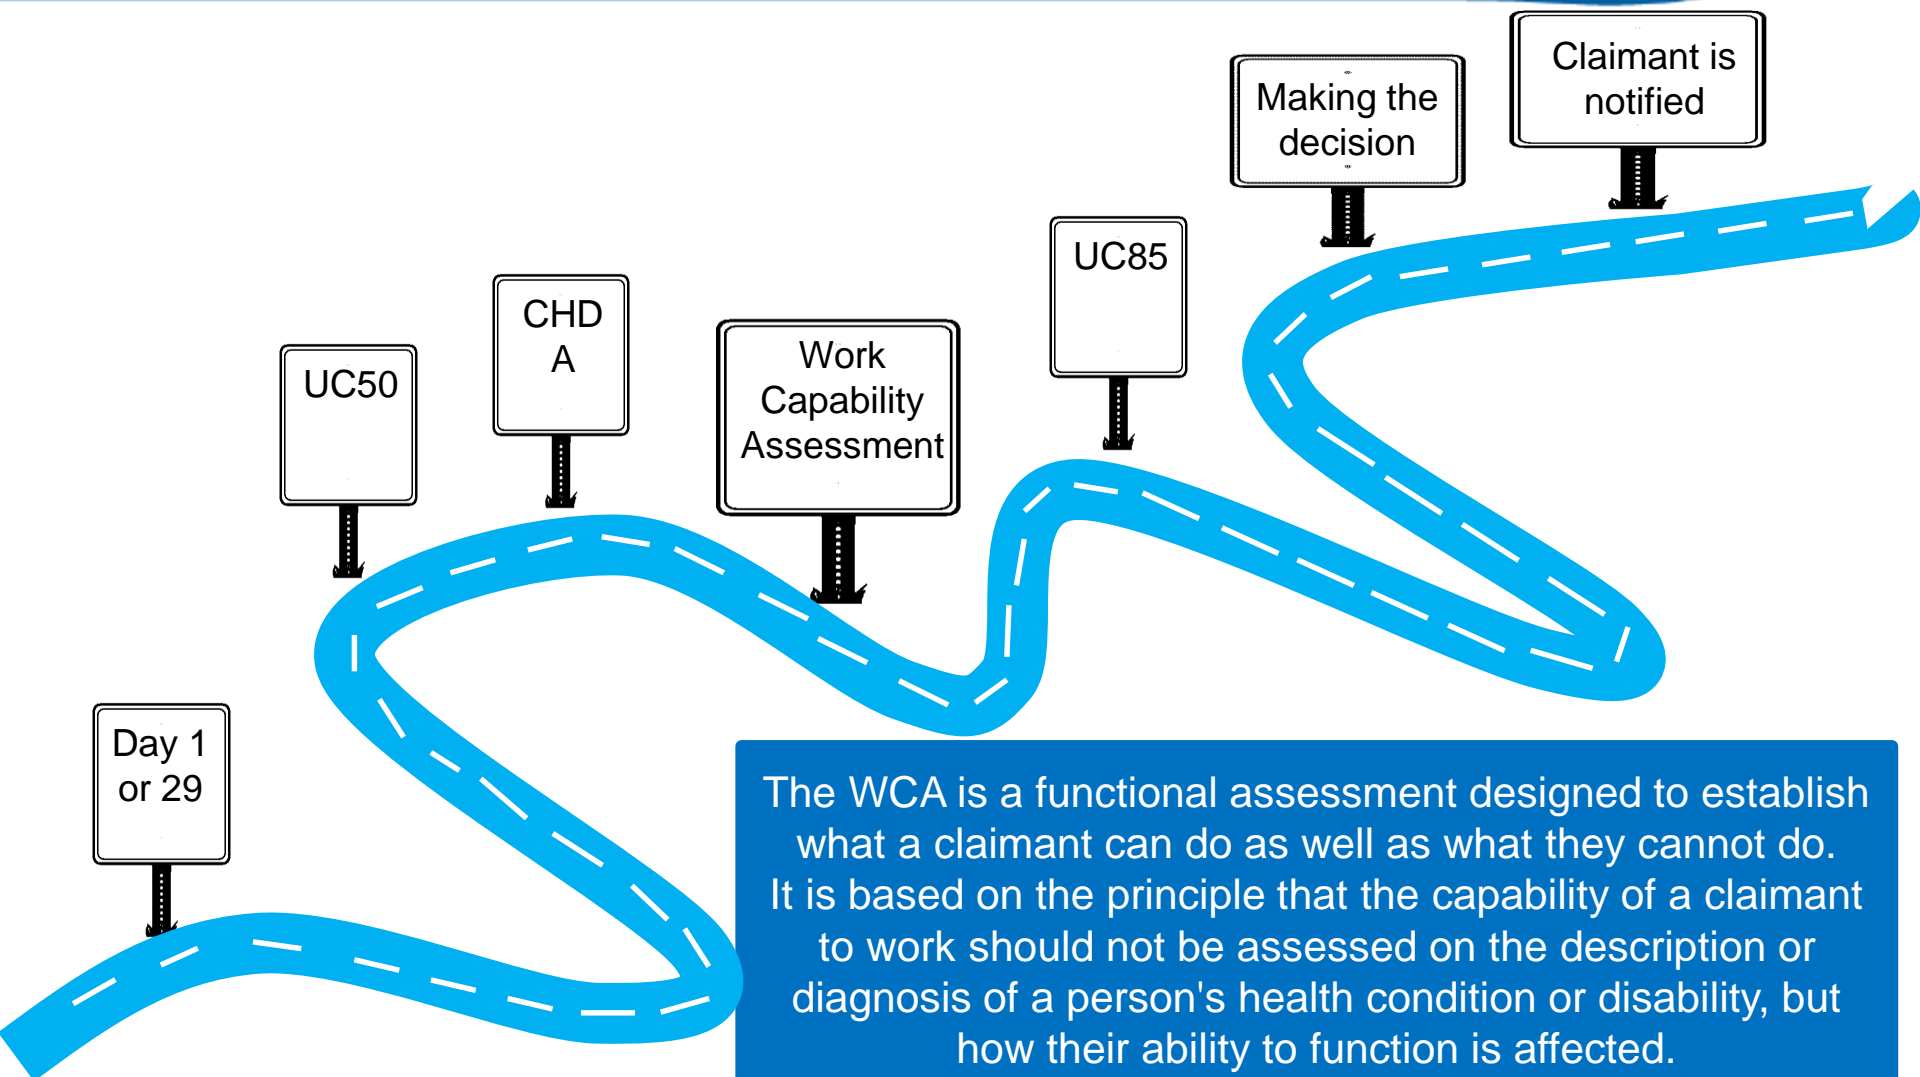 Day 1
or 29
UC50
CHD
A
Work
Capability
Assessment
UC85
Making the
decision
Claimant is
notified
The WCA is a functional assessment designed to establish
what a claimant can do as well as what they cannot do.
It is based on the principle that the capability of a claimant
to work should not be assessed on the description or
diagnosis of a person's health condition or disability, but
how their ability to function is affected.